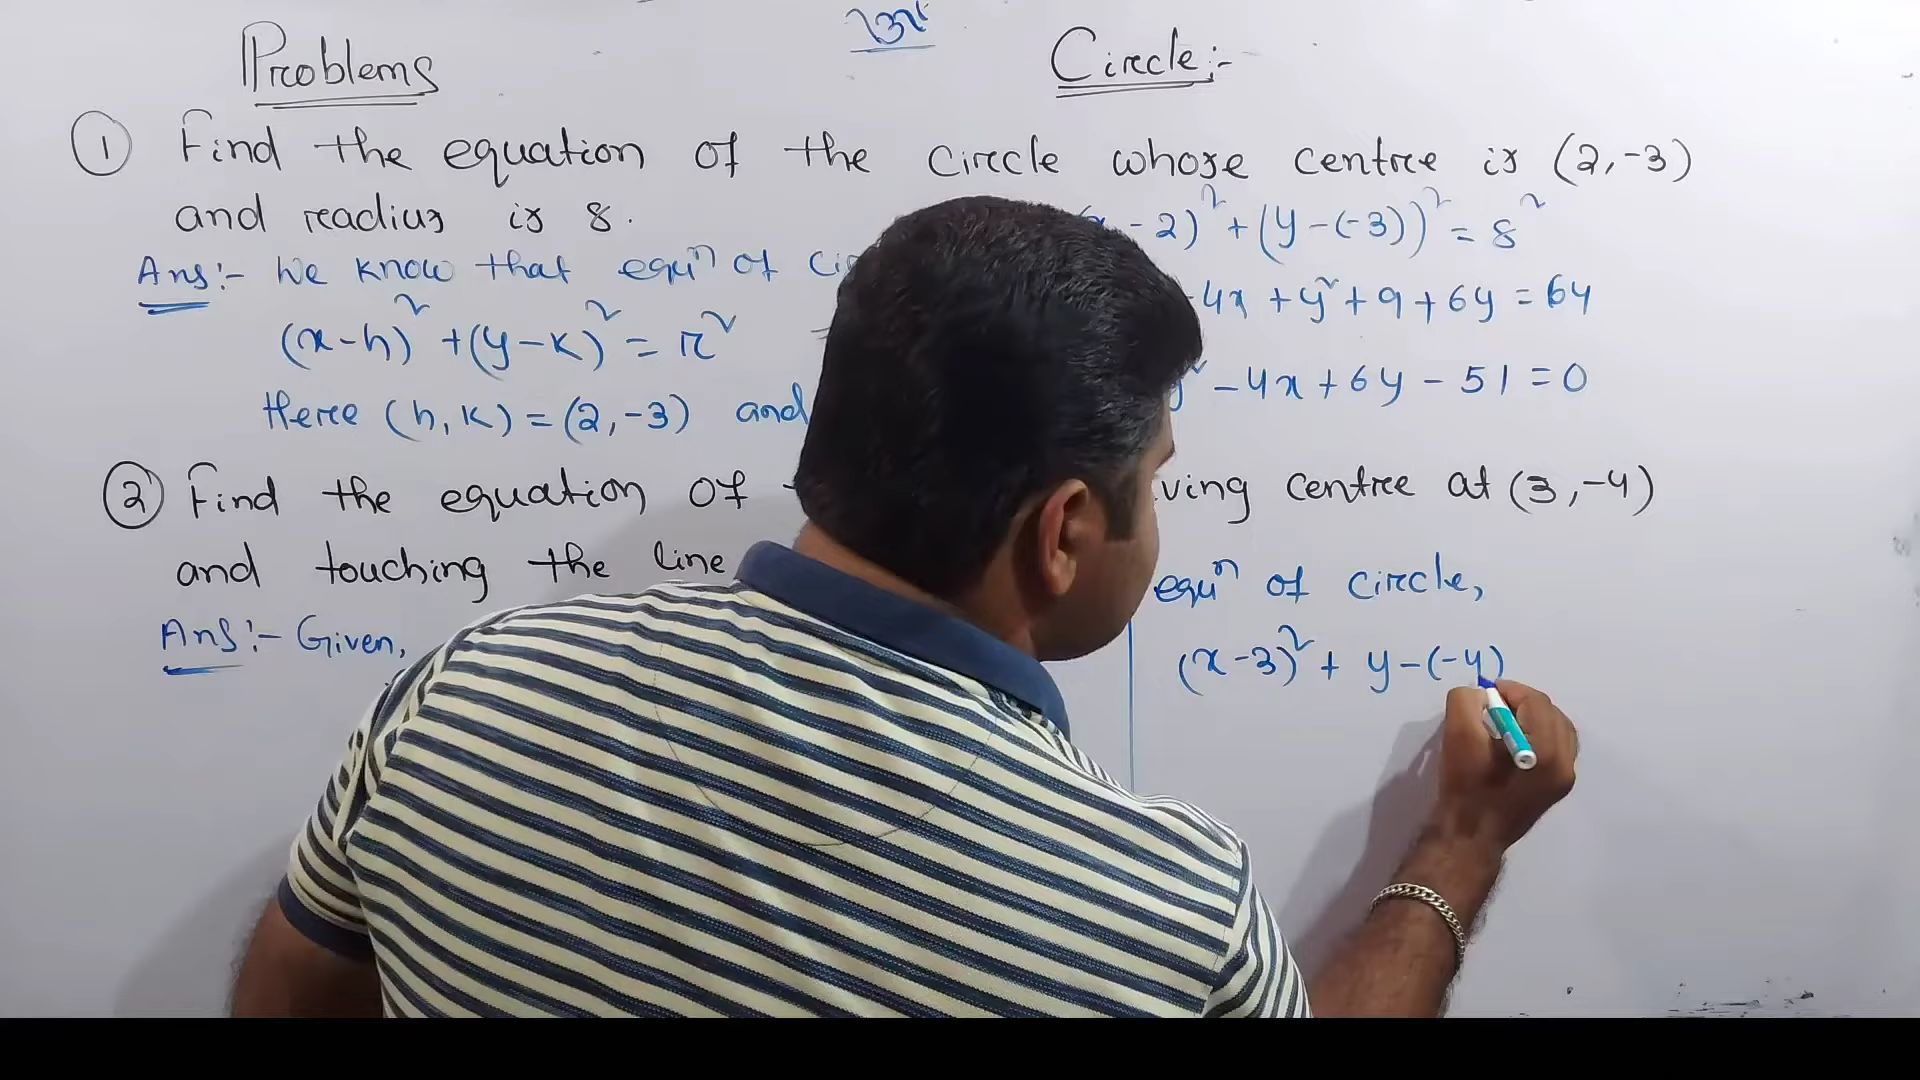 Problems
Circle:-
① Find the equation of the circle whose centre is (2,-3)
and radius is 8.
Ans:- We know that equⁿ of
(x-h)² + (y-k)² = r²
Here (h,k) = (2,-3) and
- 2)² + (y-(-3))² = 8²
4x + y² + 9 + 6y = 64
- 4x + 6y - 51 = 0
② Find the equation of centre at (3,-4)
and touching the line
Ans:- Given,
equⁿ of circle,
(x-3)² + y-(-4)